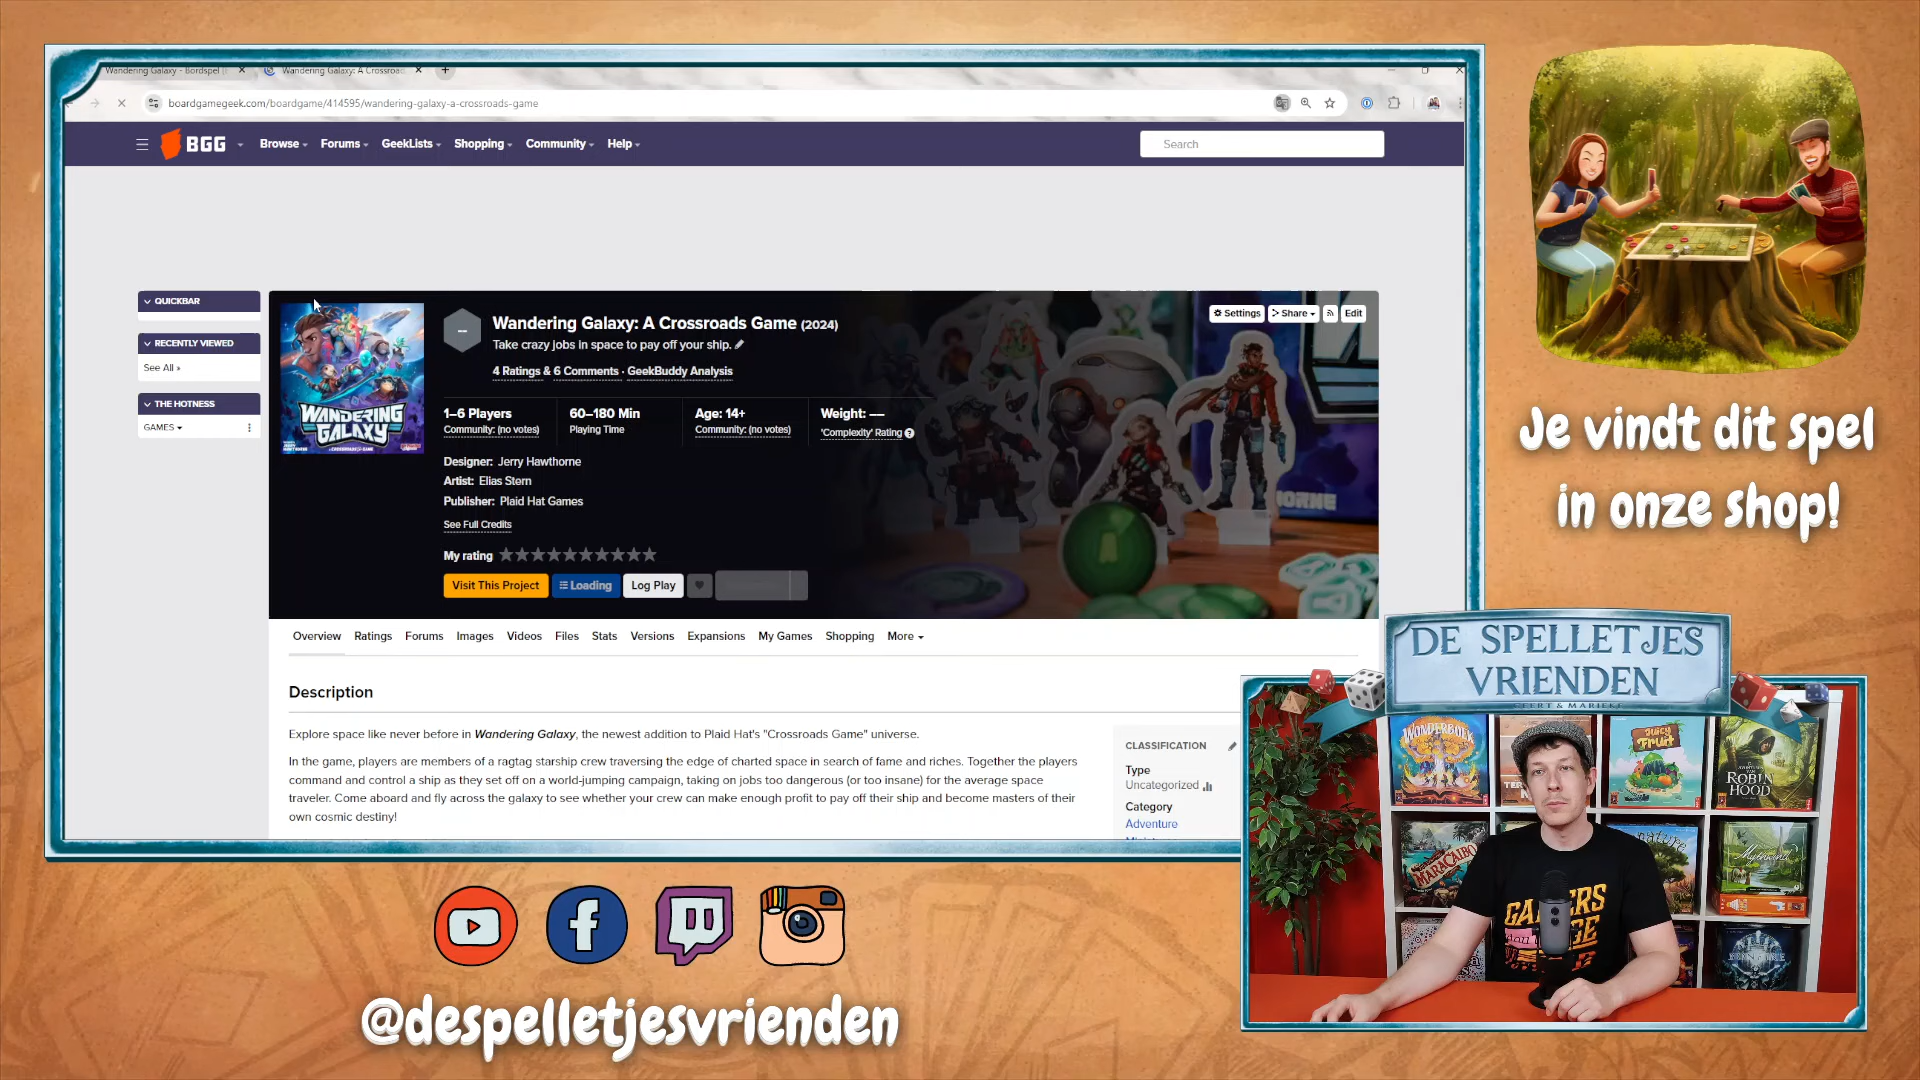 Wandering Galaxy - Bordspel
Wandering Galaxy: A Crossroad
boardgamegeek.com/boardgame/414595/wandering-galaxy-a-crossroads-game
BGG
Browse
Forums
GeekLists
Shopping
Community
Help
Search
QUICKBAR
RECENTLY VIEWED
See All »
THE HOTNESS
GAMES
WANDERING
GALAXY
--
Wandering Galaxy: A Crossroads Game (2024)
Take crazy jobs in space to pay off your ship.
4 Ratings & 6 Comments · GeekBuddy Analysis
1–6 Players
Community: (no votes)
60–180 Min
Playing Time
Age: 14+
Community: (no votes)
Weight: —
'Complexity' Rating
Settings
Share
Edit
Designer: Jerry Hawthorne
Artist: Elias Stern
Publisher: Plaid Hat Games
See Full Credits
My rating
Visit This Project
Loading
Log Play
Overview
Ratings
Forums
Images
Videos
Files
Stats
Versions
Expansions
My Games
Shopping
More
Description
Explore space like never before in Wandering Galaxy, the newest addition to Plaid Hat's "Crossroads Game" universe.
In the game, players are members of a ragtag starship crew traversing the edge of charted space in search of fame and riches. Together the players
command and control a ship as they set off on a world-jumping campaign, taking on jobs too dangerous (or too insane) for the average space
traveler. Come aboard and fly across the galaxy to see whether your crew can make enough profit to pay off their ship and become masters of their
own cosmic destiny!
CLASSIFICATION
Type
Uncategorized
Category
Adventure
Je vindt dit spel
in onze shop!
DE SPELLETJES
VRIENDEN
GEERT & MARIEKE
WONDERBOEK
JUICY
FRUIT
ROBIN
HOOD
MARACAIBO
nature
Mythwind
@despelletjesvrienden